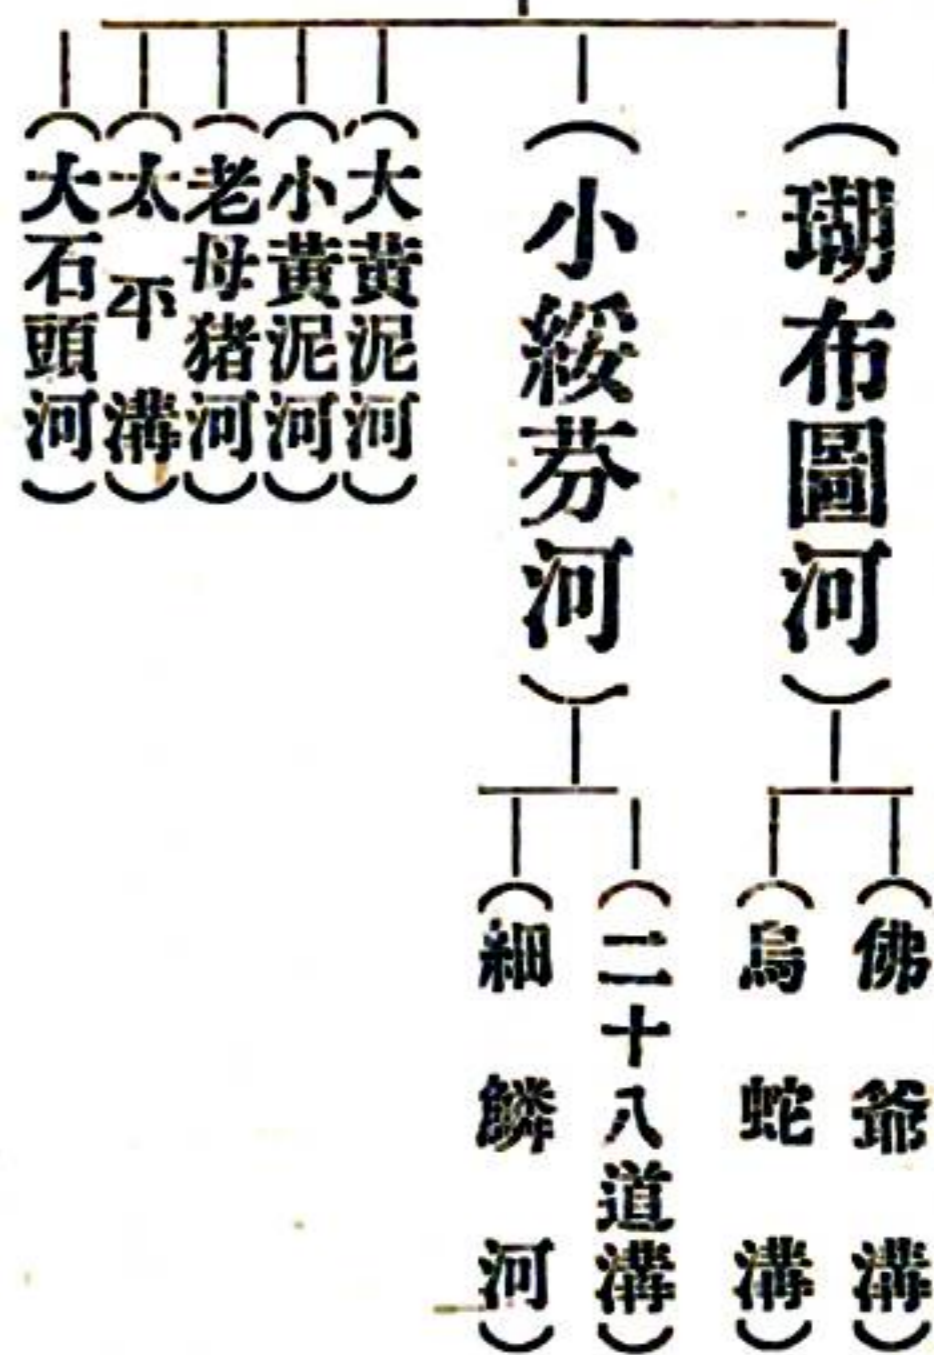 （瑚布圖河）
（佛爺溝）
（烏蛇溝）
（小綏芬河）
（二十八道溝）
（細鱗河）
（大黃泥河）
（小黃泥河）
（老母猪河）
（太平溝）
（大石頭河）